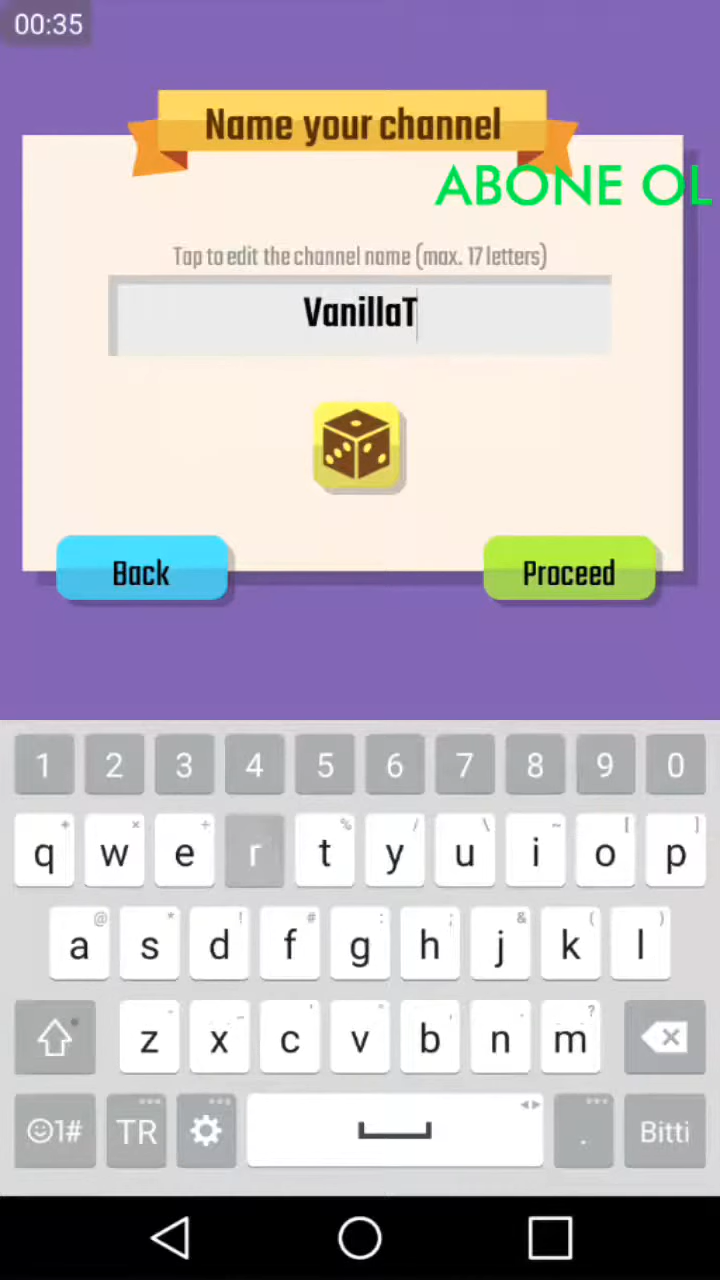 00:35
Name your channel
ABONE OL
Tap to edit the channel name (max. 17 letters)
VanillaT
Back
Proceed
1 2 3 4 5 6 7 8 9 0
q w e r t y u i o p
a s d f g h j k l
z x c v b n m
☺1# TR . Bitti